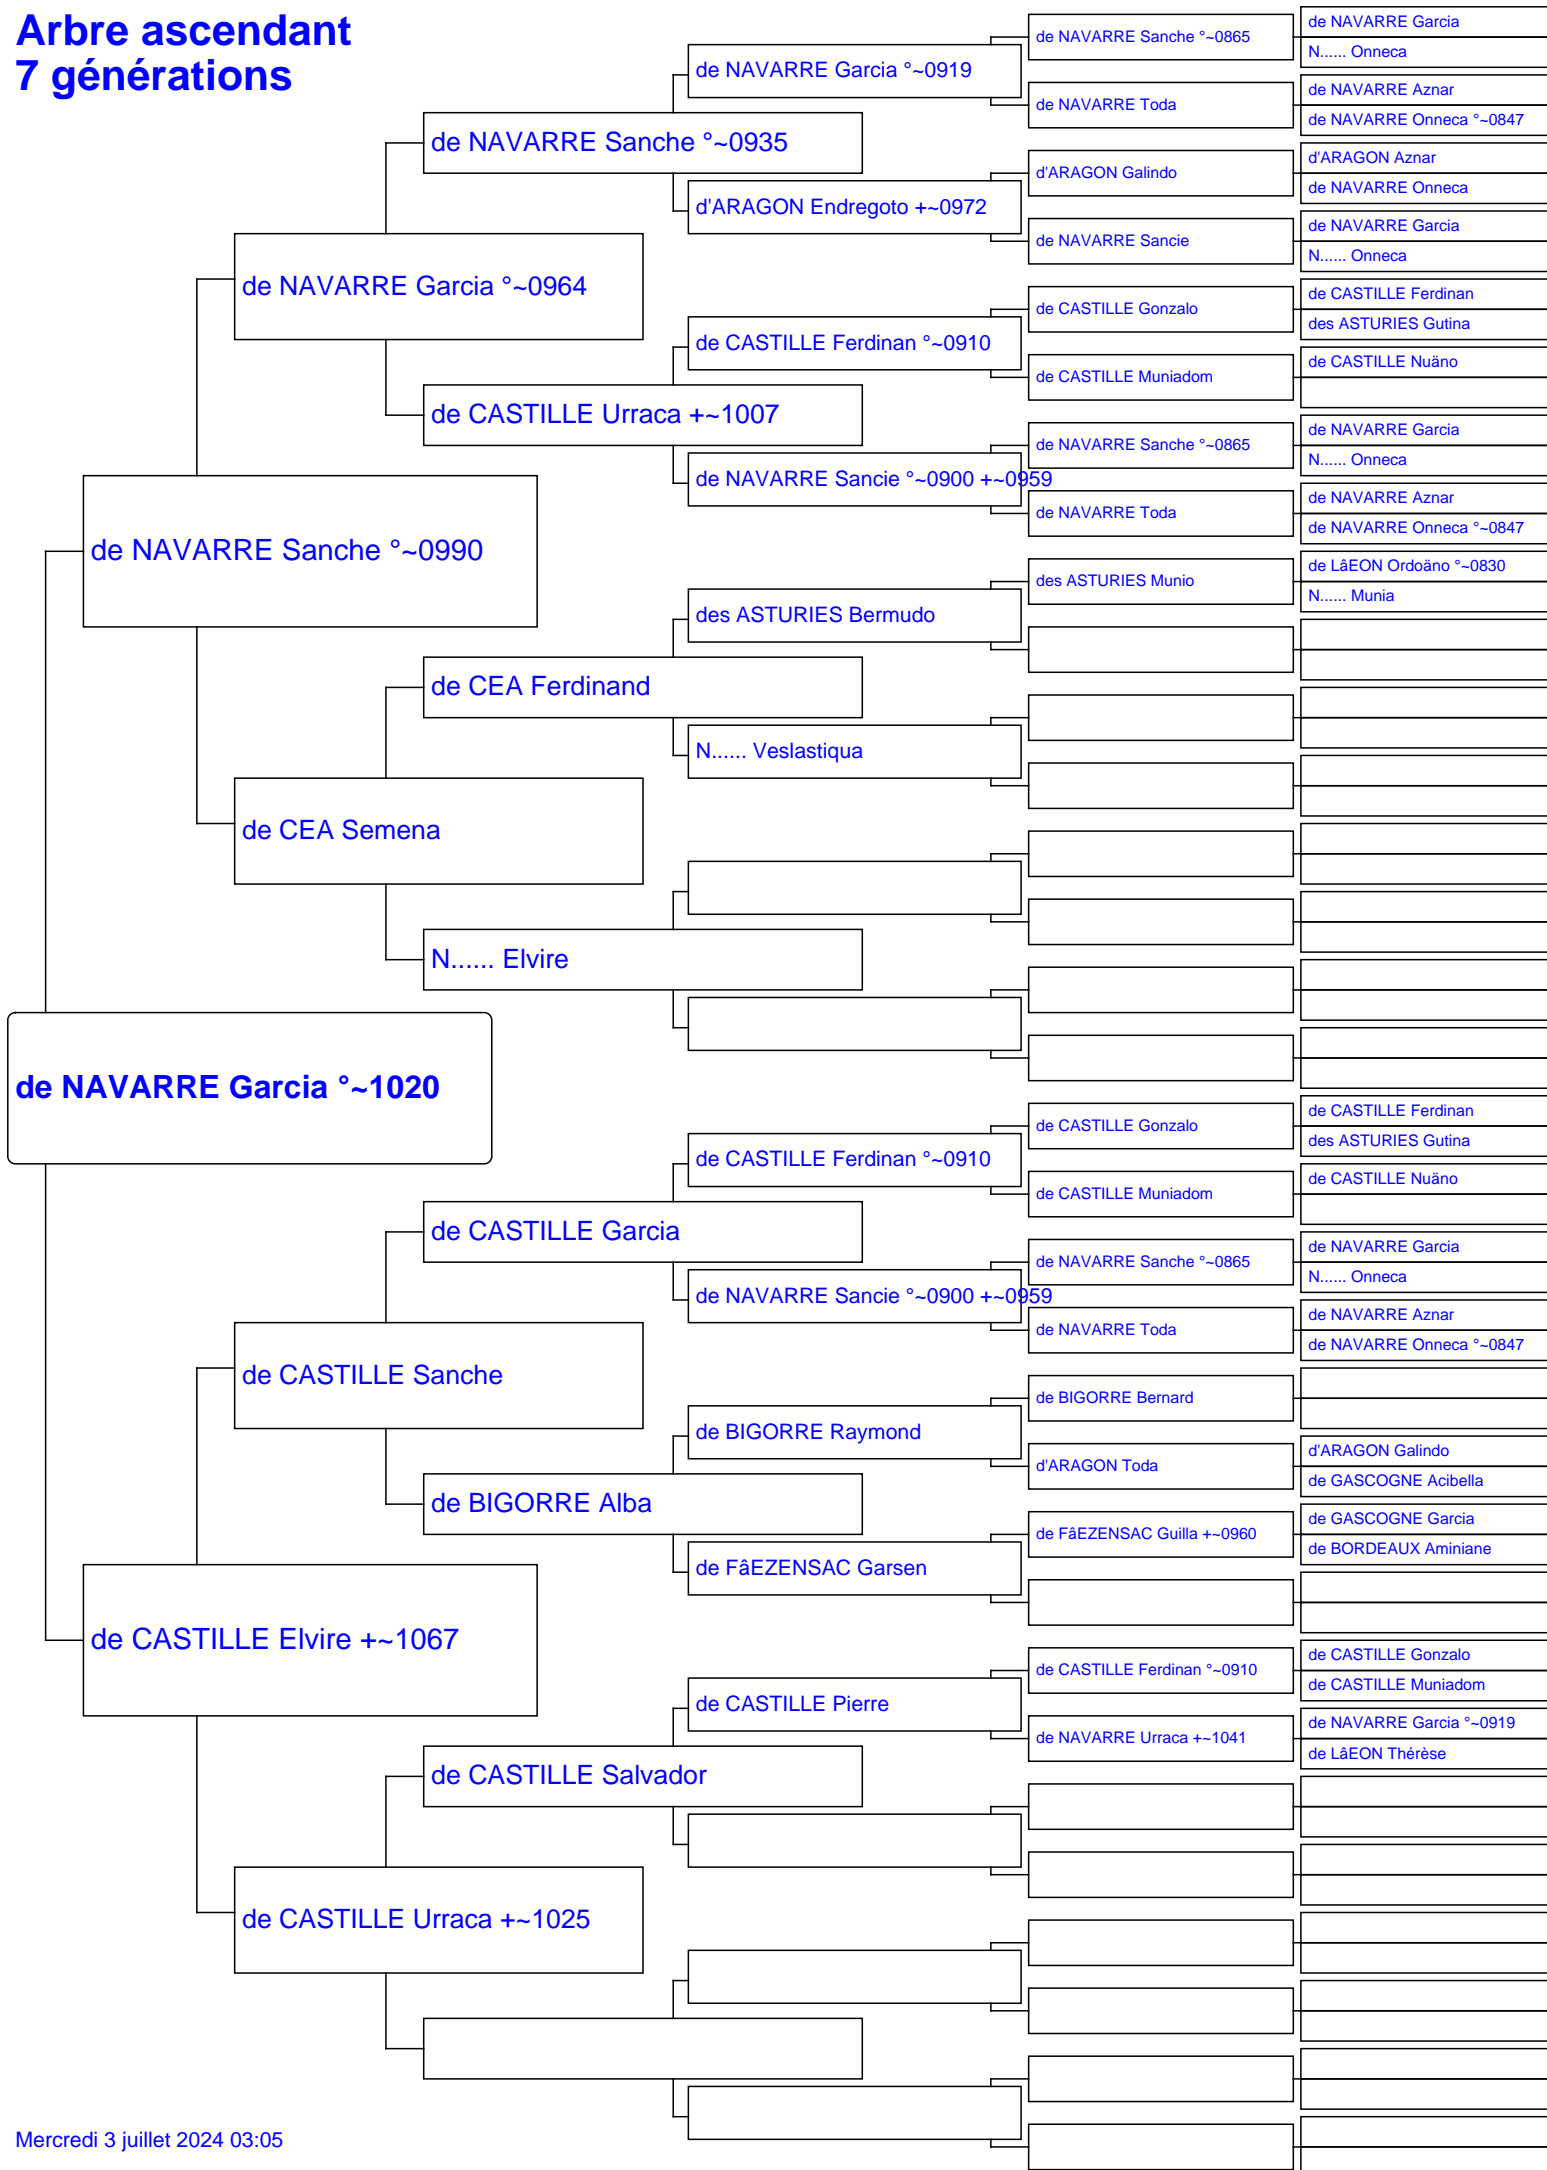 Arbre ascendant
7 générations
de NAVARRE Garcia °~1020
de NAVARRE Sanche °~0990
de CASTILLE Elvire +~1067
de NAVARRE Garcia °~0964
de CEA Semena
de CASTILLE Sanche
de CASTILLE Urraca +~1025
de NAVARRE Sanche °~0935
de CASTILLE Urraca +~1007
de CEA Ferdinand
N...... Elvire
de CASTILLE Garcia
de BIGORRE Alba
de CASTILLE Salvador
de NAVARRE Garcia °~0919
d'ARAGON Endregoto +~0972
de CASTILLE Ferdinan °~0910
de NAVARRE Sancie °~0900 +~0959
des ASTURIES Bermudo
N...... Veslastiqua
de CASTILLE Ferdinan °~0910
de NAVARRE Sancie °~0900 +~0959
de BIGORRE Raymond
de FâEZENSAC Garsen
de CASTILLE Pierre
de NAVARRE Sanche °~0865
de NAVARRE Toda
d'ARAGON Galindo
de NAVARRE Sancie
de CASTILLE Gonzalo
de CASTILLE Muniadom
de NAVARRE Sanche °~0865
de NAVARRE Toda
des ASTURIES Munio
de CASTILLE Gonzalo
de CASTILLE Muniadom
de NAVARRE Sanche °~0865
de NAVARRE Toda
de BIGORRE Bernard
d'ARAGON Toda
de FâEZENSAC Guilla +~0960
de CASTILLE Ferdinan °~0910
de NAVARRE Urraca +~1041
de NAVARRE Garcia
N...... Onneca
de NAVARRE Aznar
de NAVARRE Onneca °~0847
d'ARAGON Aznar
de NAVARRE Onneca
de NAVARRE Garcia
N...... Onneca
de CASTILLE Ferdinan
des ASTURIES Gutina
de CASTILLE Nuäno
de NAVARRE Garcia
N...... Onneca
de NAVARRE Aznar
de NAVARRE Onneca °~0847
de LâEON Ordoäno °~0830
N...... Munia
de CASTILLE Ferdinan
des ASTURIES Gutina
de CASTILLE Nuäno
de NAVARRE Garcia
N...... Onneca
de NAVARRE Aznar
de NAVARRE Onneca °~0847
d'ARAGON Galindo
de GASCOGNE Acibella
de GASCOGNE Garcia
de BORDEAUX Aminiane
de CASTILLE Gonzalo
de CASTILLE Muniadom
de NAVARRE Garcia °~0919
de LâEON Thérèse
Mercredi 3 juillet 2024 03:05